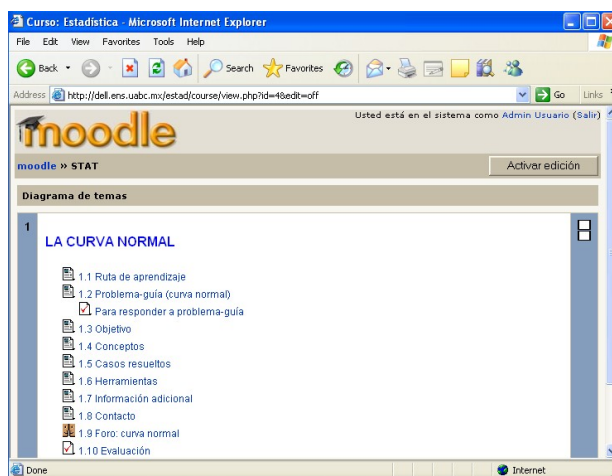 Curso: Estadística - Microsoft Internet Explorer
File Edit View Favorites Tools Help
Back Search Favorites
Address http://dell.ens.uabc.mx/estad/course/view.php?id=4&edit=off Go Links
moodle Usted está en el sistema como Admin Usuario (Salir)
moodle » STAT Activar edición
Diagrama de temas
1
LA CURVA NORMAL
1.1 Ruta de aprendizaje
1.2 Problema-guía (curva normal)
Para responder a problema-guía
1.3 Objetivo
1.4 Conceptos
1.5 Casos resueltos
1.6 Herramientas
1.7 Información adicional
1.8 Contacto
1.9 Foro: curva normal
1.10 Evaluación
Done Internet